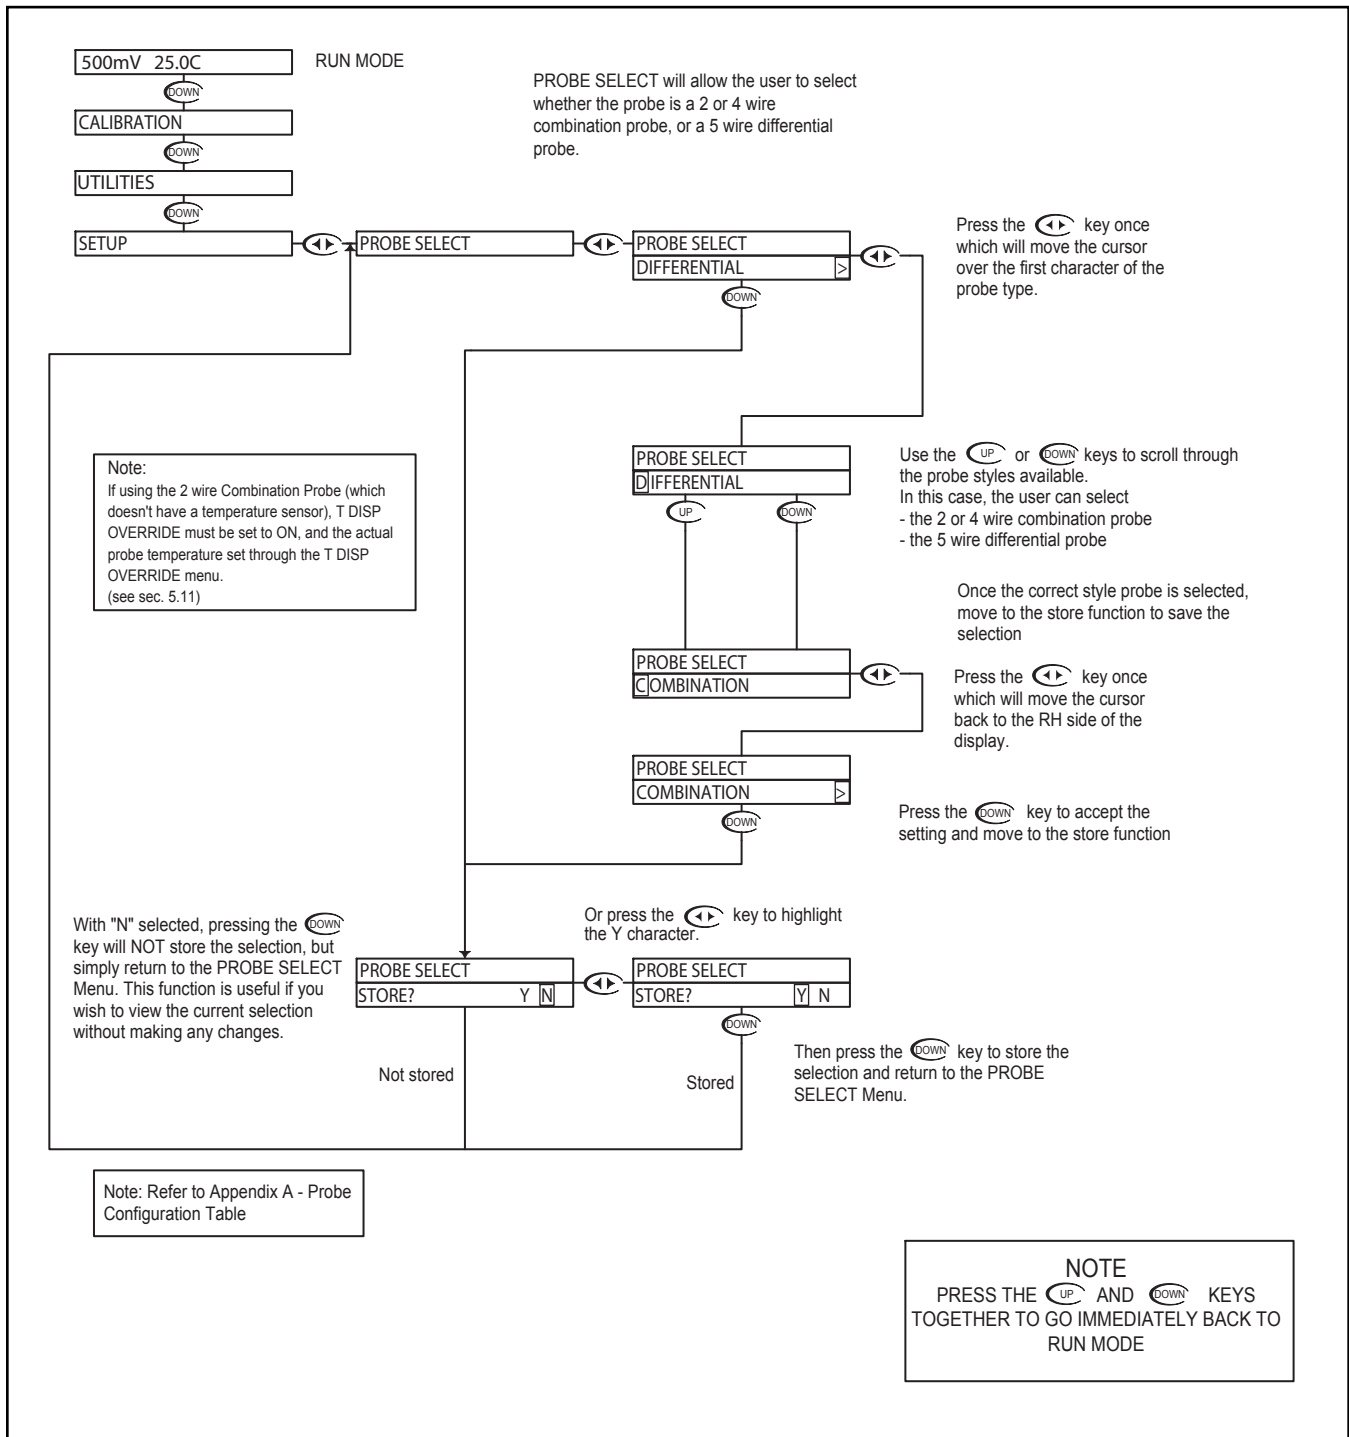 500mV 25.0C
RUN MODE
DOWN
CALIBRATION
DOWN
UTILITIES
DOWN
SETUP
PROBE SELECT
PROBE SELECT
DIFFERENTIAL >
DOWN
PROBE SELECT will allow the user to select
whether the probe is a 2 or 4 wire
combination probe, or a 5 wire differential
probe.
Press the key once
which will move the cursor
over the first character of the
probe type.
Note:
If using the 2 wire Combination Probe (which
doesn't have a temperature sensor), T DISP
OVERRIDE must be set to ON, and the actual
probe temperature set through the T DISP
OVERRIDE menu.
(see sec. 5.11)
PROBE SELECT
DIFFERENTIAL
UP DOWN
Use the UP or DOWN keys to scroll through
the probe styles available.
In this case, the user can select
- the 2 or 4 wire combination probe
- the 5 wire differential probe
Once the correct style probe is selected,
move to the store function to save the
selection
PROBE SELECT
COMBINATION
Press the key once
which will move the cursor
back to the RH side of the
display.
PROBE SELECT
COMBINATION >
DOWN
Press the DOWN key to accept the
setting and move to the store function
With "N" selected, pressing the DOWN
key will NOT store the selection, but
simply return to the PROBE SELECT
Menu. This function is useful if you
wish to view the current selection
without making any changes.
Or press the key to highlight
the Y character.
PROBE SELECT
STORE? Y N
PROBE SELECT
STORE? Y N
DOWN
Not stored
Stored
Then press the DOWN key to store the
selection and return to the PROBE
SELECT Menu.
Note: Refer to Appendix A - Probe
Configuration Table
NOTE
PRESS THE UP AND DOWN KEYS
TOGETHER TO GO IMMEDIATELY BACK TO
RUN MODE